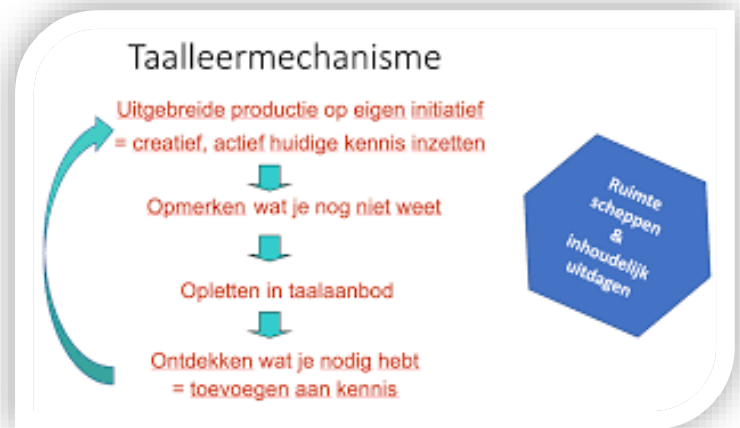 Taalleermechanisme
Uitgebreide productie op eigen initiatief
= creatief, actief huidige kennis inzetten
Opmerken wat je nog niet weet
Opletten in taalaanbod
Ontdekken wat je nodig hebt
= toevoegen aan kennis
Ruimte
scheppen
&
inhoudelijk
uitdagen